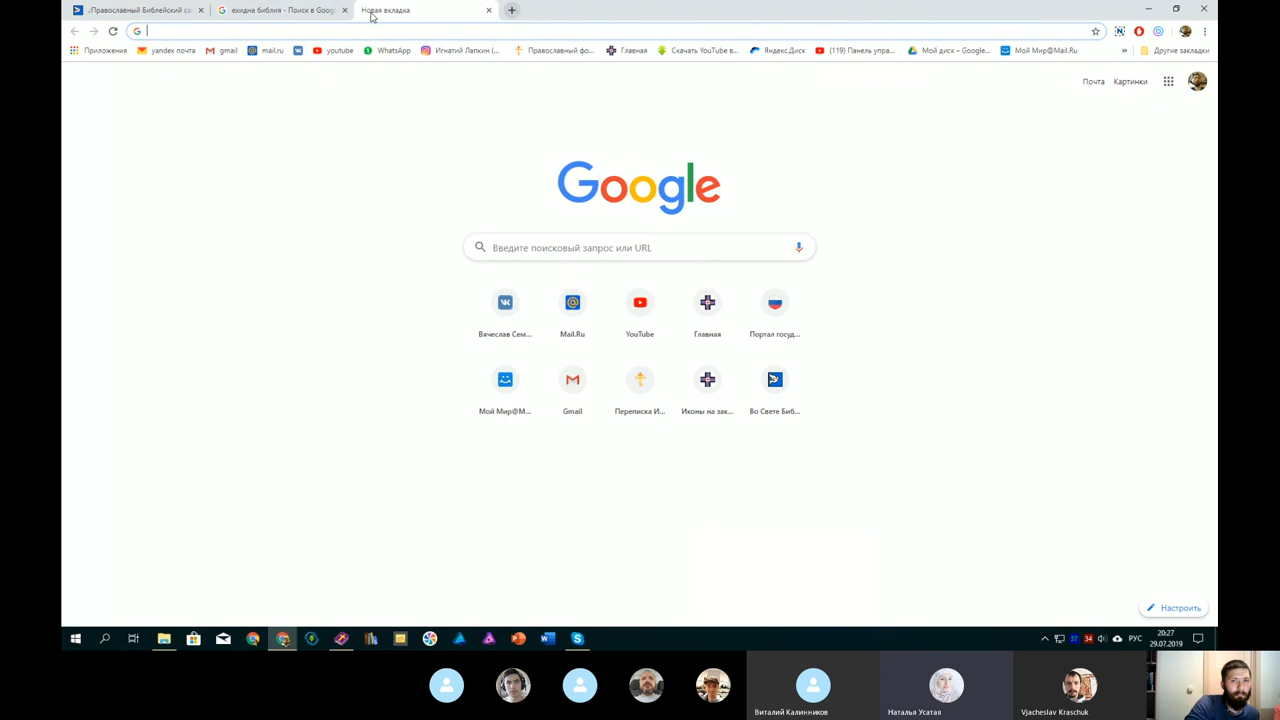 .:Православный Библейский са
ехидна библия - Поиск в Googl
Новая вкладка
Приложения
yandex почта
gmail
mail.ru
youtube
WhatsApp
Игнатий Лапкин (...
Православный фо...
Главная
Скачать YouTube в...
Яндекс.Диск
(119) Панель упра...
Мой диск – Google...
Мой Мир@Mail.Ru
»
Другие закладки
Почта
Картинки
Google
Введите поисковый запрос или URL
Вячеслав Сем...
Mail.Ru
YouTube
Главная
Портал госуд...
Мой Мир@М...
Gmail
Переписка И...
Иконы на зак...
Во Свете Биб...
Настроить
37
34
РУС
20:27
29.07.2019
Виталий Калинников
Наталья Усатая
Vjacheslav Kraschuk